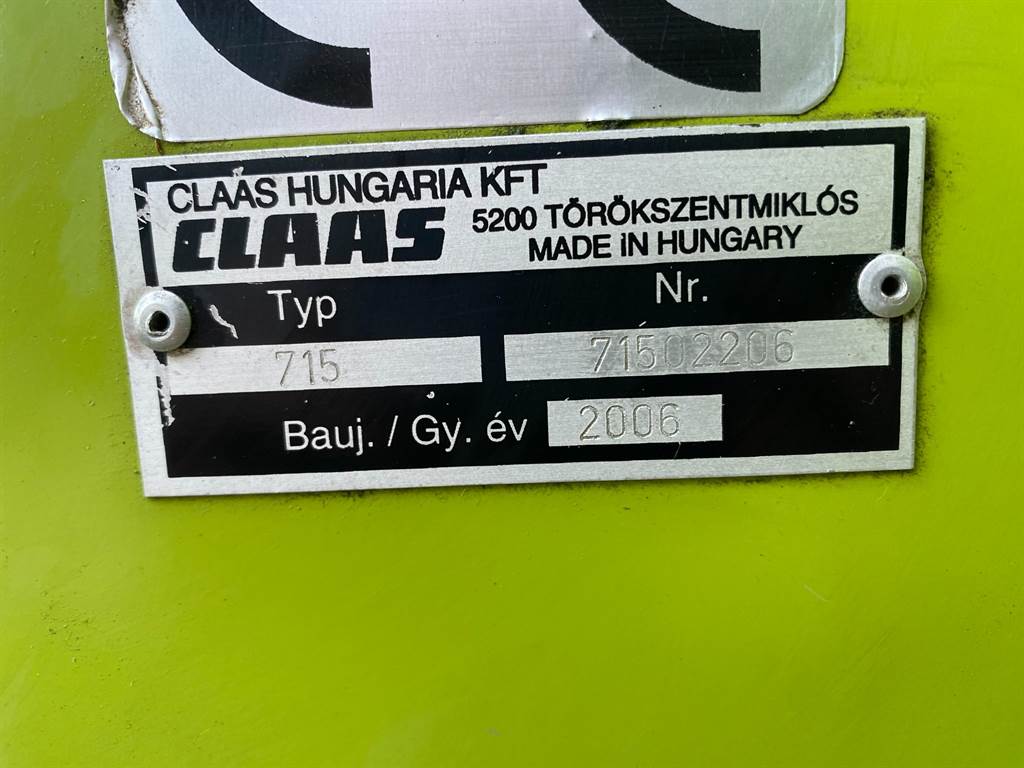 CLAAS HUNGARIA KFT
CLAAS 5200 TÖRÖKSZENTMIKLÓS
MADE iN HUNGARY
Typ Nr.
715 71502206
Bauj. / Gy. év 2006